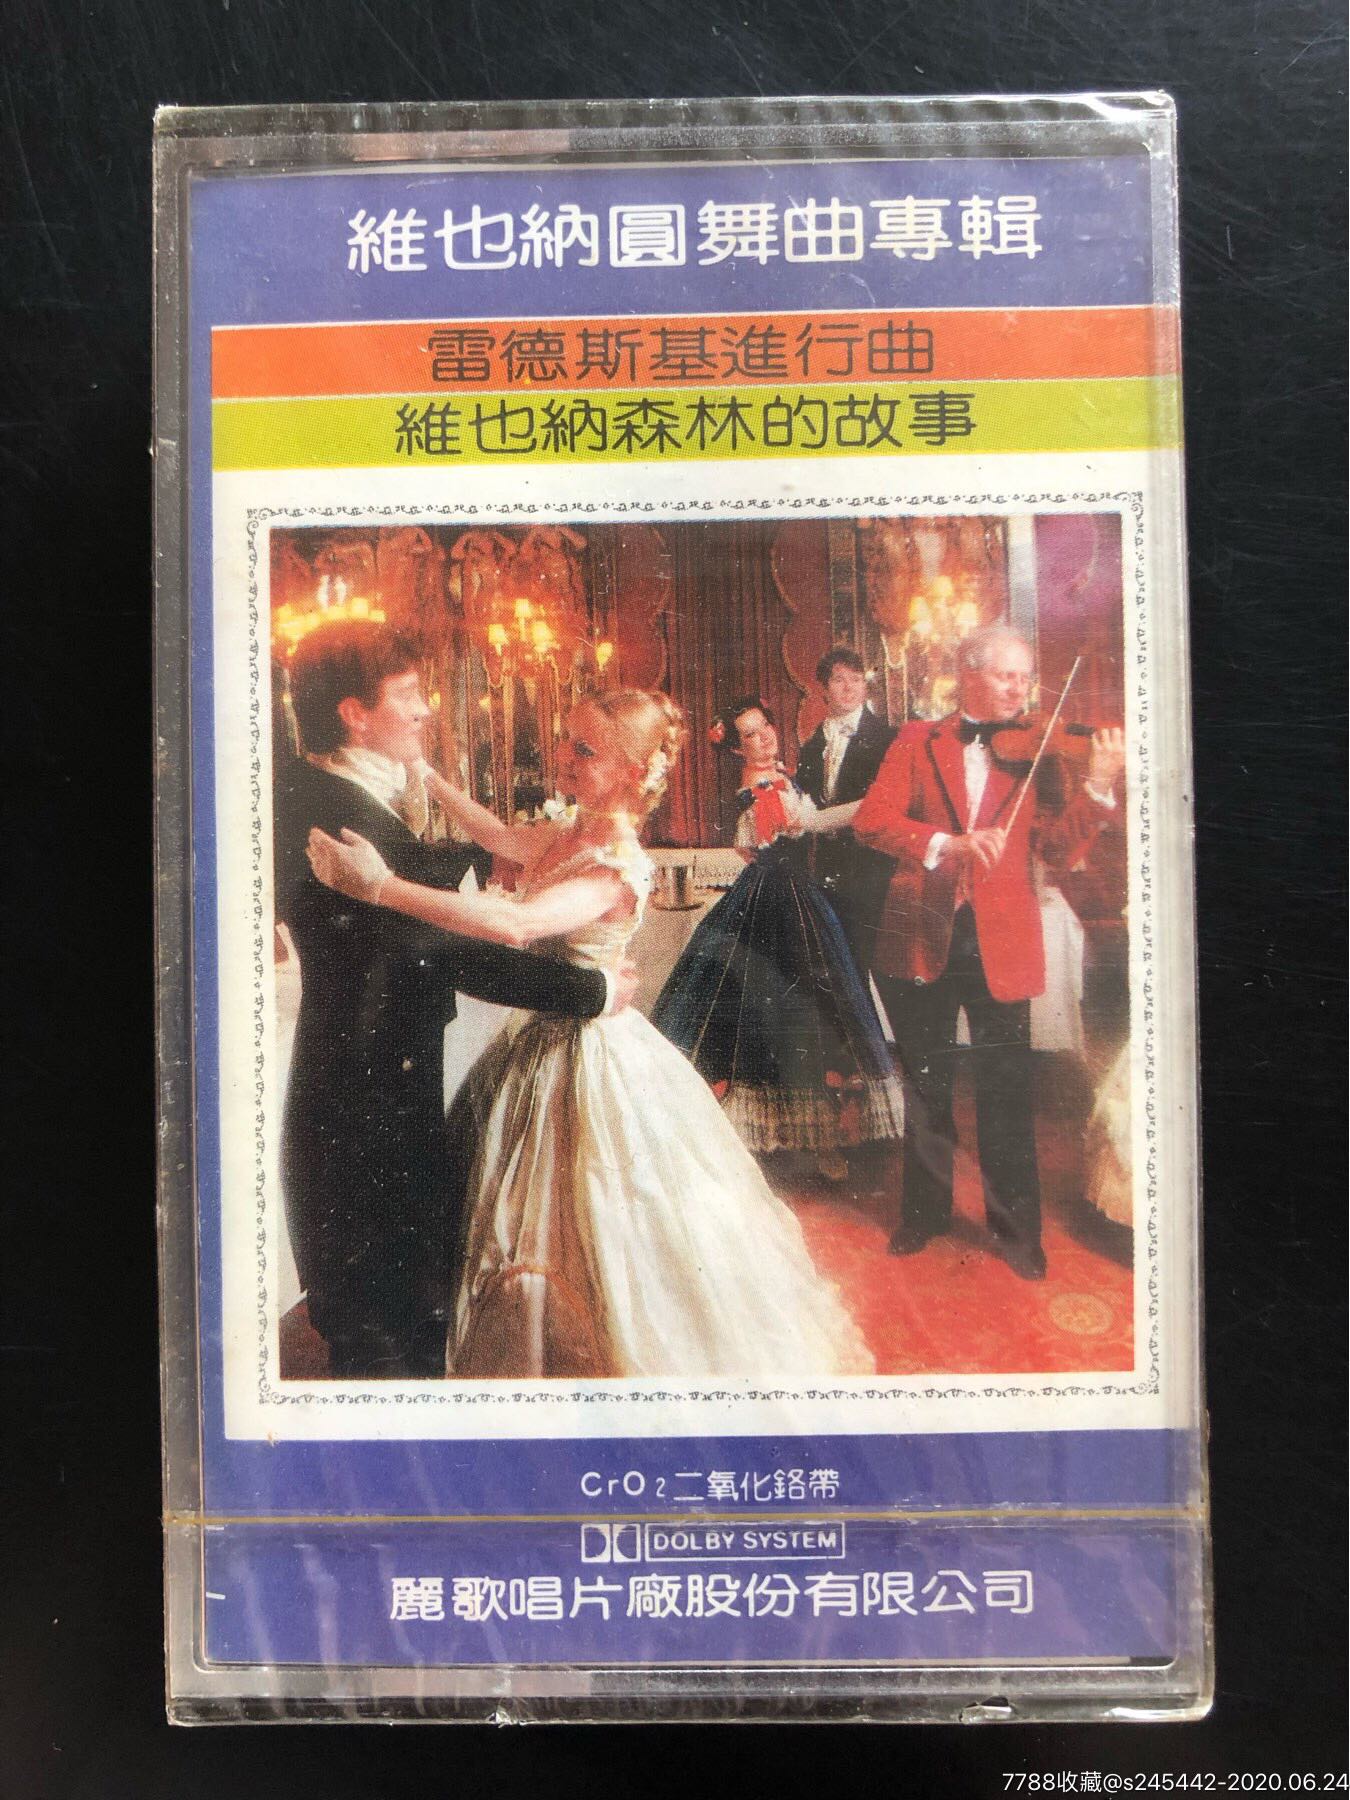 維也納圓舞曲專輯
雷德斯基進行曲
維也納森林的故事
CrO2二氧化鉻帶
DOLBY SYSTEM
麗歌唱片廠股份有限公司
7788收藏@s245442-2020.06.24